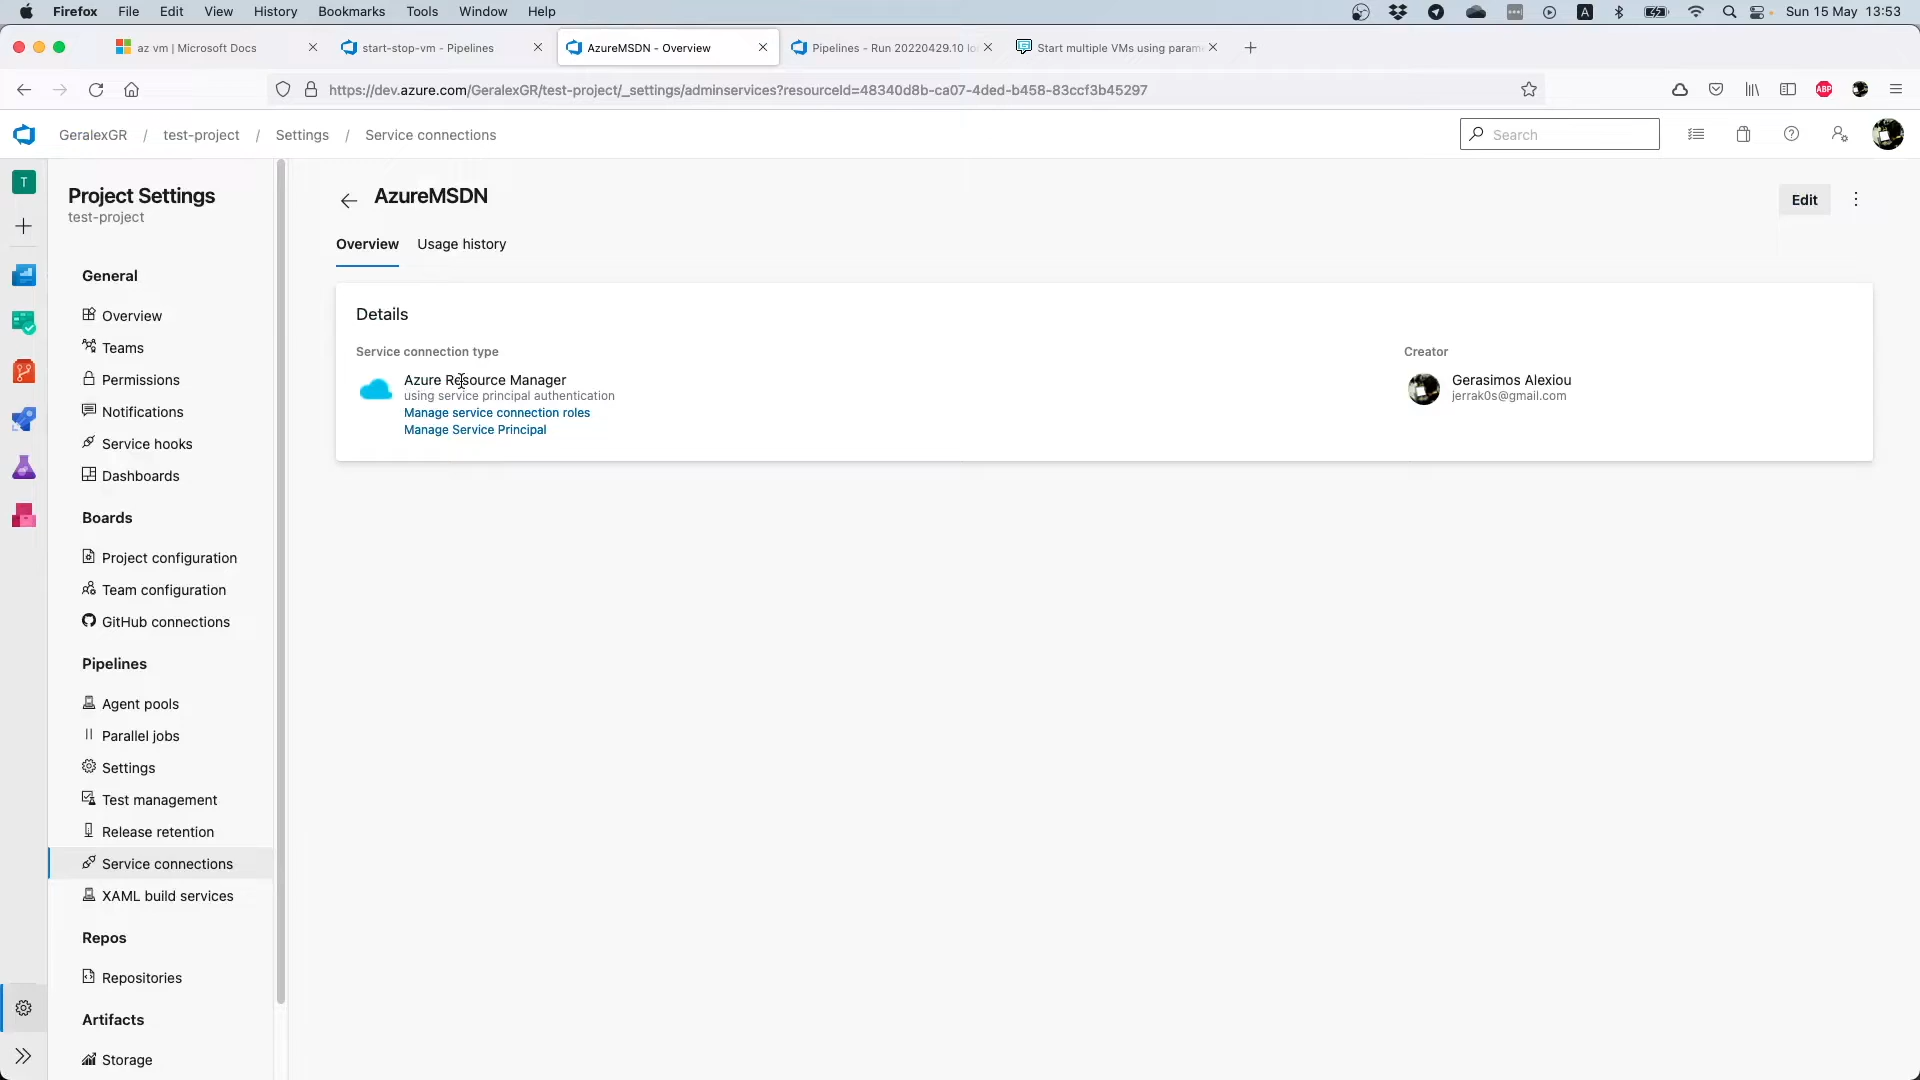 Firefox File Edit View History Bookmarks Tools Window Help A Sun 15 May 13:53
az vm | Microsoft Docs start-stop-vm - Pipelines AzureMSDN - Overview Pipelines - Run 20220429.10 Start multiple VMs using param
https://dev.azure.com/GeralexGR/test-project/_settings/adminservices?resourceId=48340d8b-ca07-4ded-b458-83ccf3b45297 ABP
GeralexGR / test-project / Settings / Service connections Search
T
Project Settings
test-project
General
Overview
Teams
Permissions
Notifications
Service hooks
Dashboards
Boards
Project configuration
Team configuration
GitHub connections
Pipelines
Agent pools
Parallel jobs
Settings
Test management
Release retention
Service connections
XAML build services
Repos
Repositories
Artifacts
Storage
AzureMSDN
Edit
Overview Usage history
Details
Service connection type
Azure Resource Manager
using service principal authentication
Manage service connection roles
Manage Service Principal
Creator
Gerasimos Alexiou
jerrak0s@gmail.com